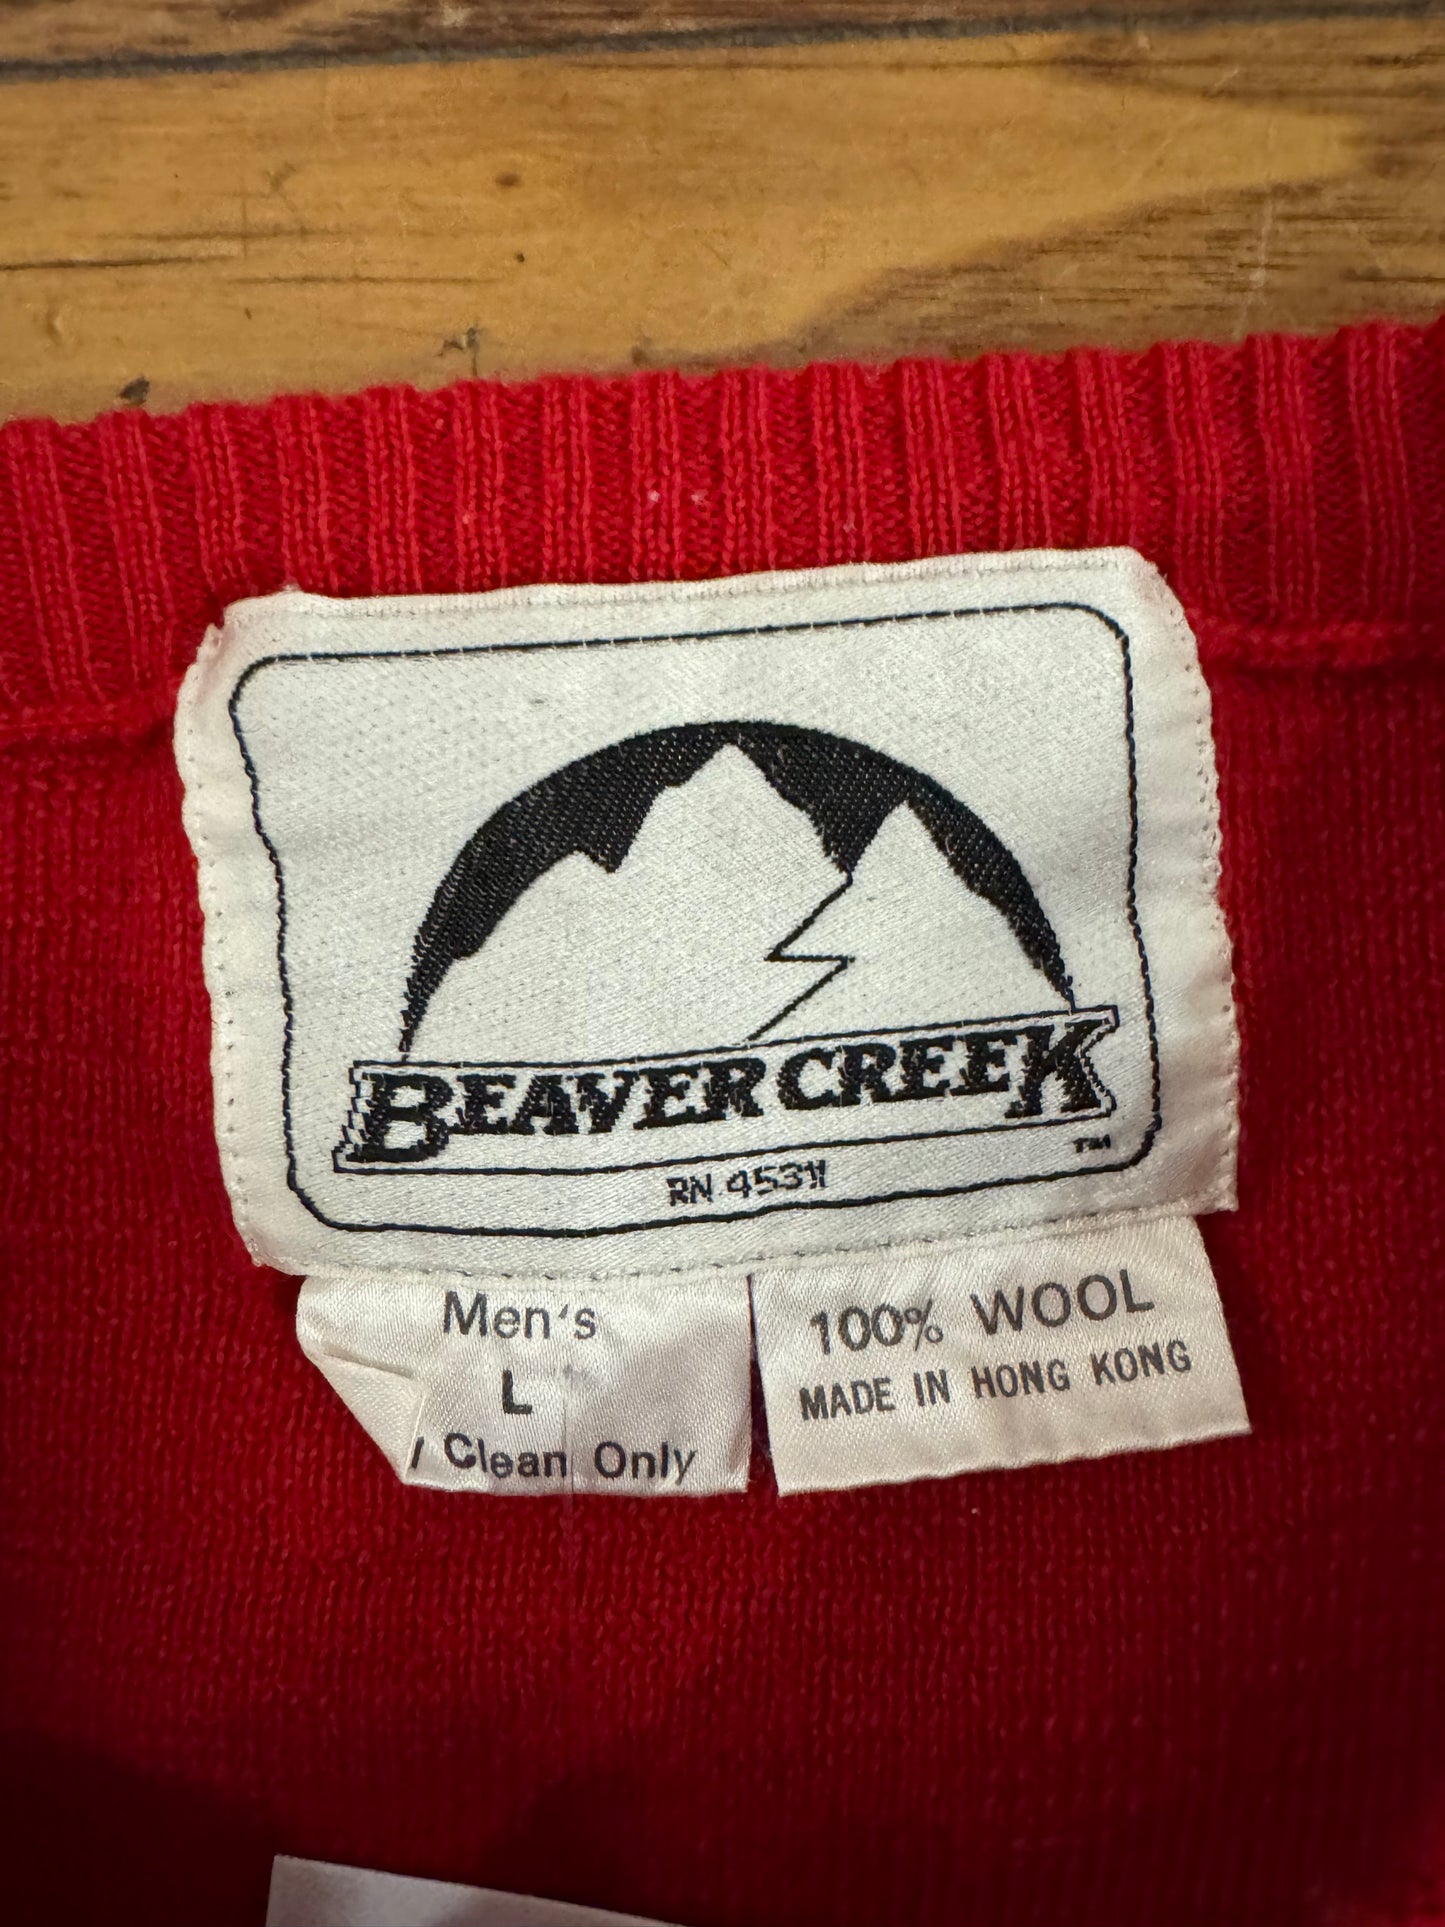 BEAVER CREEK
TM
RN 45311
Men's
L
Clean Only
100% WOOL
MADE IN HONG KONG